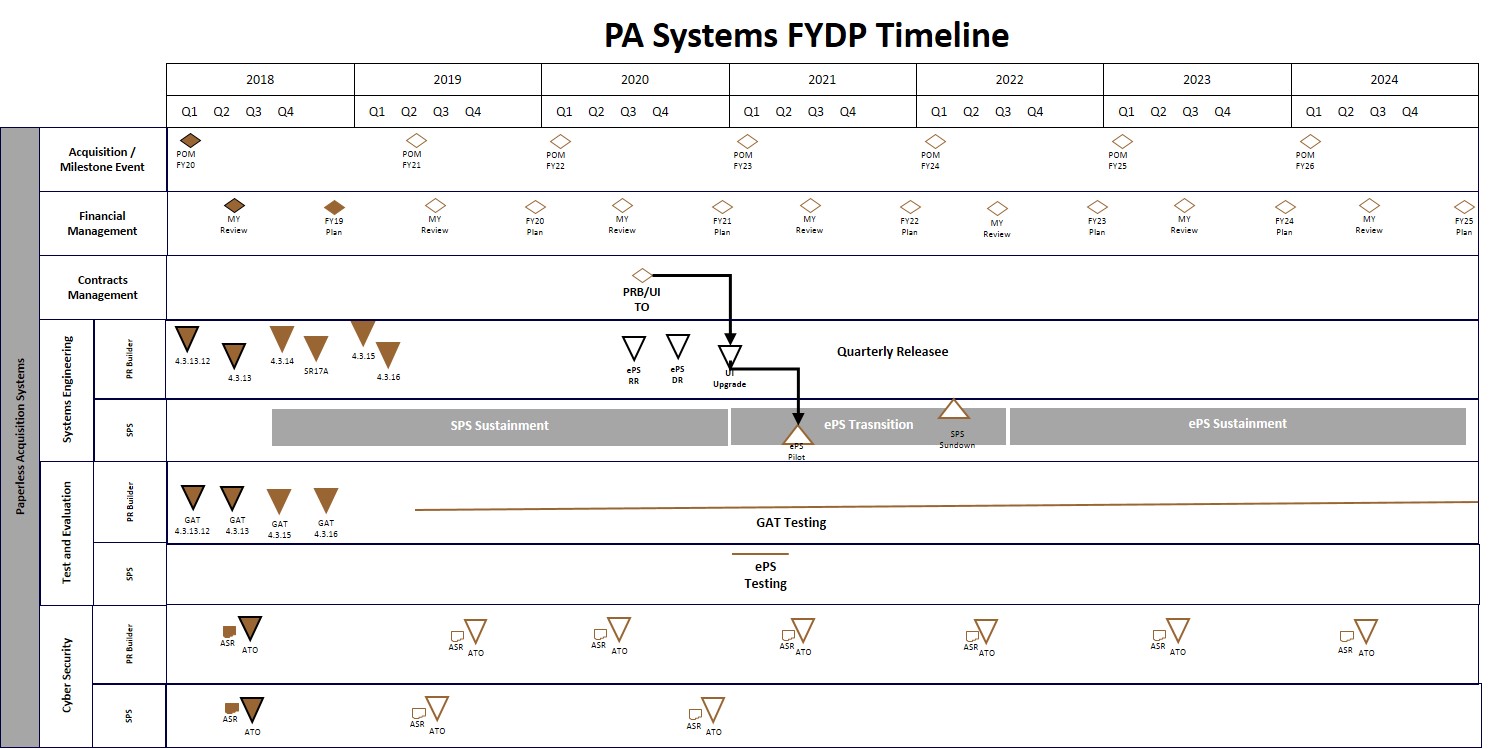 PA Systems FYDP Timeline
2018 2019 2020 2021 2022 2023 2024
Q1 Q2 Q3 Q4 Q1 Q2 Q3 Q4 Q1 Q2 Q3 Q4 Q1 Q2 Q3 Q4 Q1 Q2 Q3 Q4 Q1 Q2 Q3 Q4 Q1 Q2 Q3 Q4
Paperless Acquisition Systems
Acquisition /
Milestone Event
POM
FY20
POM
FY21
POM
FY22
POM
FY23
POM
FY24
POM
FY25
POM
FY26
Financial
Management
MY
Review
FY19
Plan
MY
Review
FY20
Plan
MY
Review
FY21
Plan
MY
Review
FY22
Plan
MY
Review
FY23
Plan
MY
Review
FY24
Plan
MY
Review
FY25
Plan
Contracts
Management
PRB/UI
TO
Systems Engineering
PR Builder
4.3.13.12
4.3.13
4.3.14
SR17A
4.3.15
4.3.16
ePS
RR
ePS
DR
UI
Upgrade
Quarterly Releasee
SPS
SPS Sustainment
ePS Trasnsition
ePS
Pilot
SPS
Sundown
ePS Sustainment
Test and Evaluation
PR Builder
GAT
4.3.13.12
GAT
4.3.13
GAT
4.3.15
GAT
4.3.16
GAT Testing
SPS
ePS
Testing
Cyber Security
PR Builder
ASR
ATO
ASR
ATO
ASR
ATO
ASR
ATO
ASR
ATO
ASR
ATO
ASR
ATO
SPS
ASR
ATO
ASR
ATO
ASR
ATO